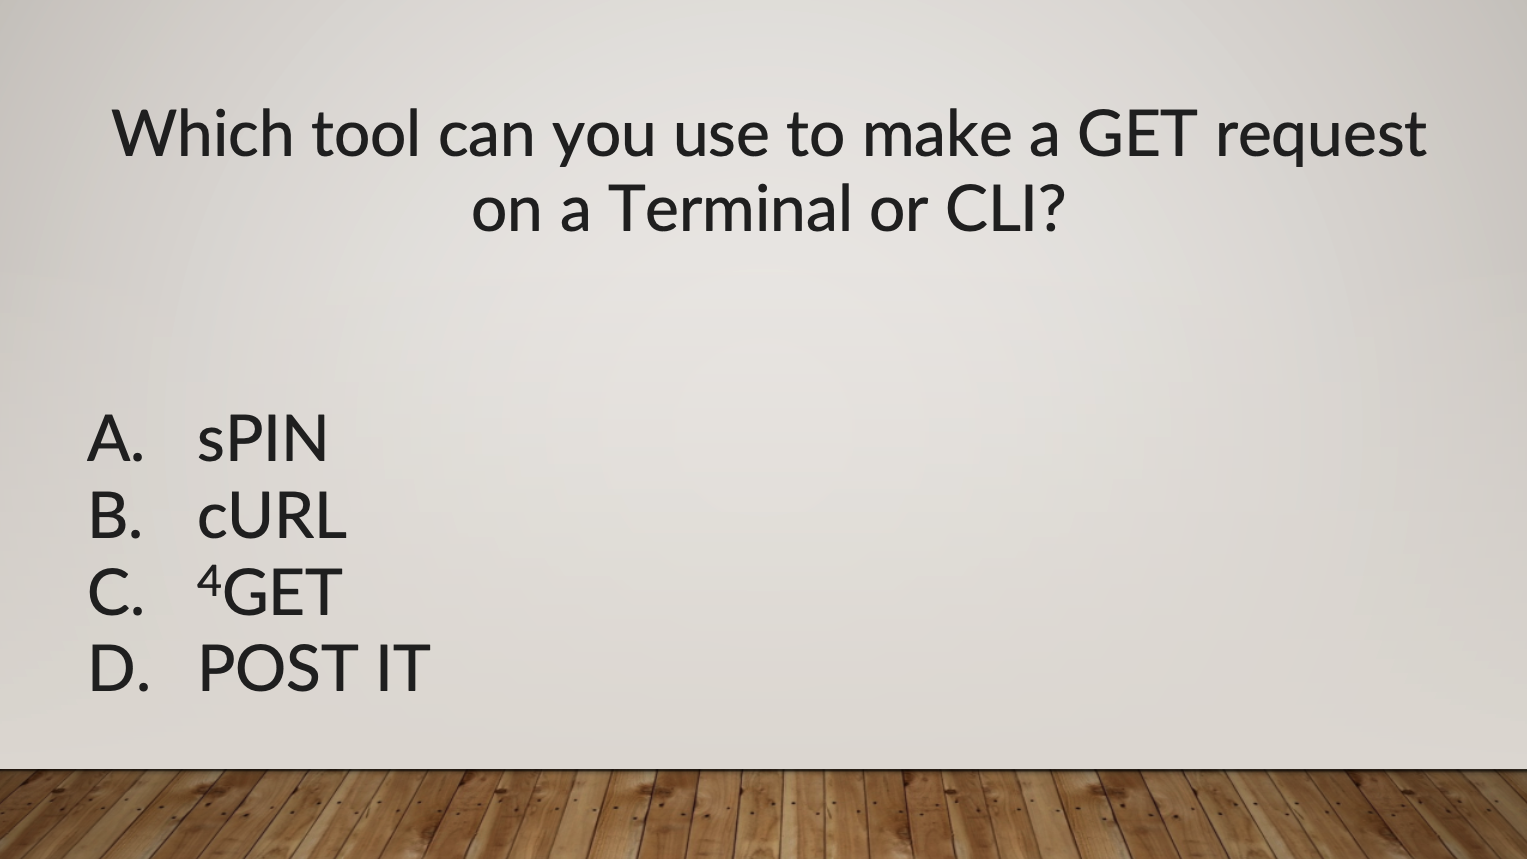 Which tool can you use to make a GET request
on a Terminal or CLI?
A. sPIN
B. cURL
C. ⁴GET
D. POST IT